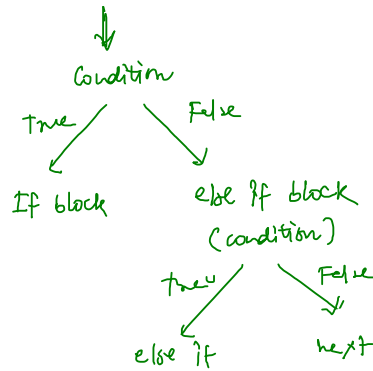 Condition
True
False
If block
else if block
(condition)
true
False
else if
next